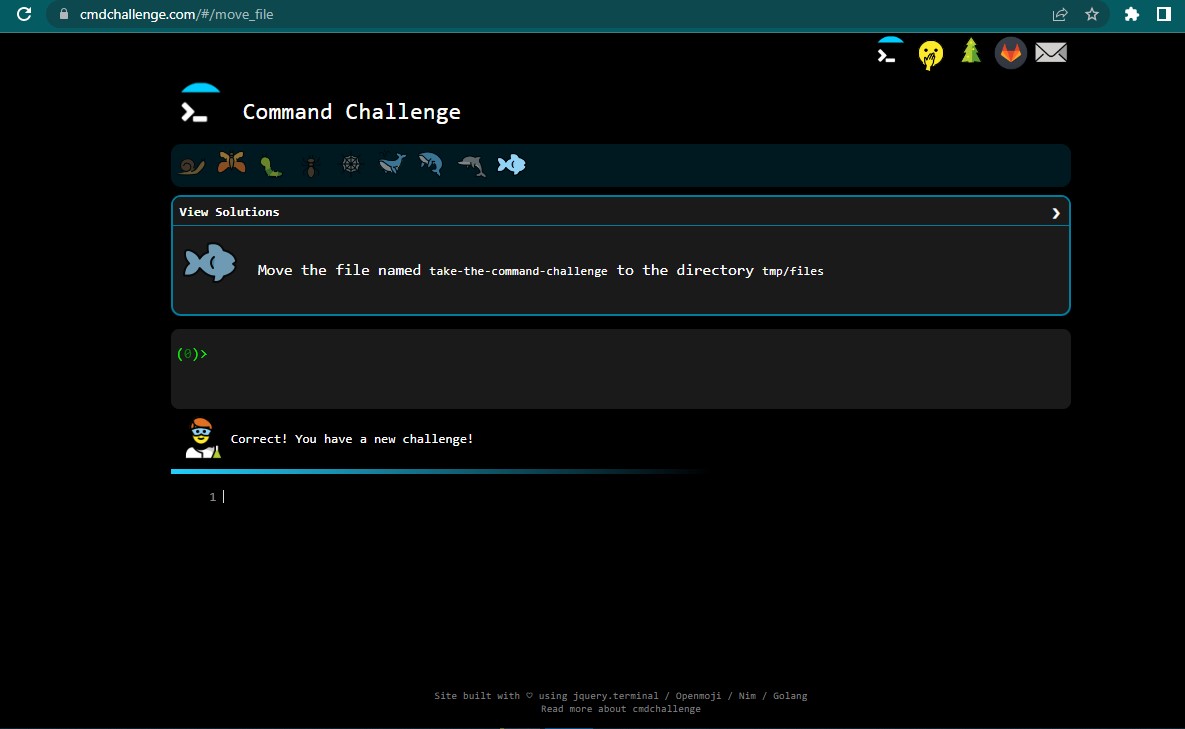 cmdchallenge.com/#/move_file
Command Challenge
View Solutions
Move the file named take-the-command-challenge to the directory tmp/files
(0)>
Correct! You have a new challenge!
1
Site built with ♡ using jquery.terminal / Openmoji / Nim / Golang
Read more about cmdchallenge